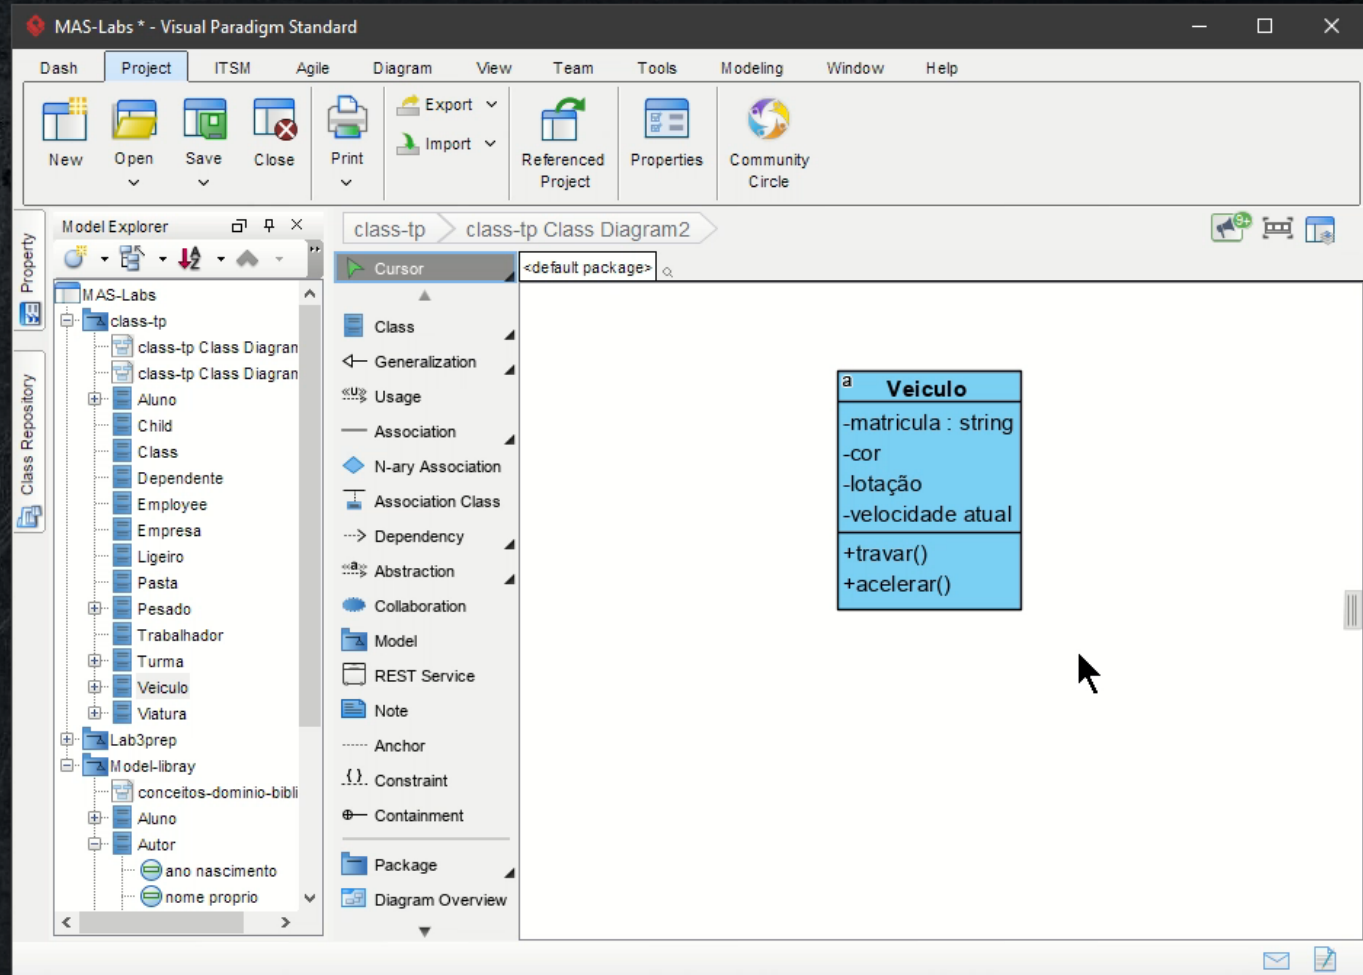 MAS-Labs * - Visual Paradigm Standard
Dash Project ITSM Agile Diagram View Team Tools Modeling Window Help
New
Open
Save
Close
Print
Export
Import
Referenced
Project
Properties
Community
Circle
Property
Class Repository
Model Explorer
MAS-Labs
class-tp
class-tp Class Diagran
class-tp Class Diagran
Aluno
Child
Class
Dependente
Employee
Empresa
Ligeiro
Pasta
Pesado
Trabalhador
Turma
Veiculo
Viatura
Lab3prep
Model-libray
conceitos-dominio-bibli
Aluno
Autor
ano nascimento
nome proprio
class-tp
class-tp Class Diagram2
9+
Cursor
<default package>
Class
Generalization
«U» Usage
Association
N-ary Association
Association Class
Dependency
«a» Abstraction
Collaboration
Model
REST Service
Note
Anchor
{} Constraint
Containment
Package
Diagram Overview
a
Veiculo
-matricula : string
-cor
-lotação
-velocidade atual
+travar()
+acelerar()